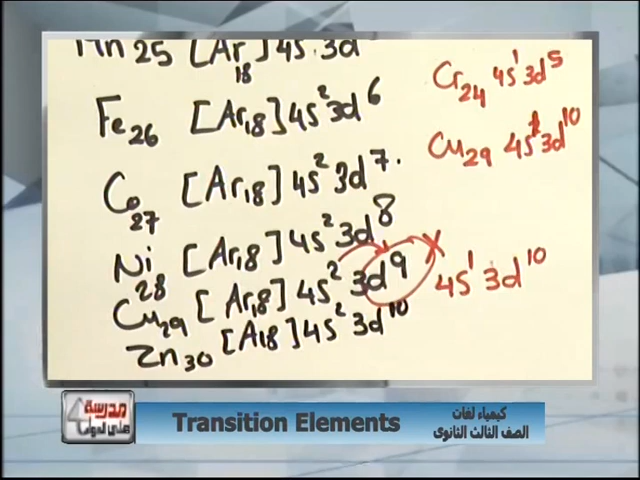 Mn 25 [Ar 18] 4s 3d
Fe 26 [Ar,18] 4s² 3d⁶
Co 27 [Ar,18] 4s² 3d⁷.
Ni 28 [Ar,18] 4s² 3d⁸
Cu 29 [Ar,18] 4s² 3d⁹ X 4s¹ 3d¹⁰
Zn 30 [A18] 4s² 3d¹⁰
Cr 24 4s¹ 3d⁵
Cu 29 4s¹ 3d¹⁰
مدرسة
على الهواء
Transition Elements
كيمياء لغات
الصف الثالث الثانوى